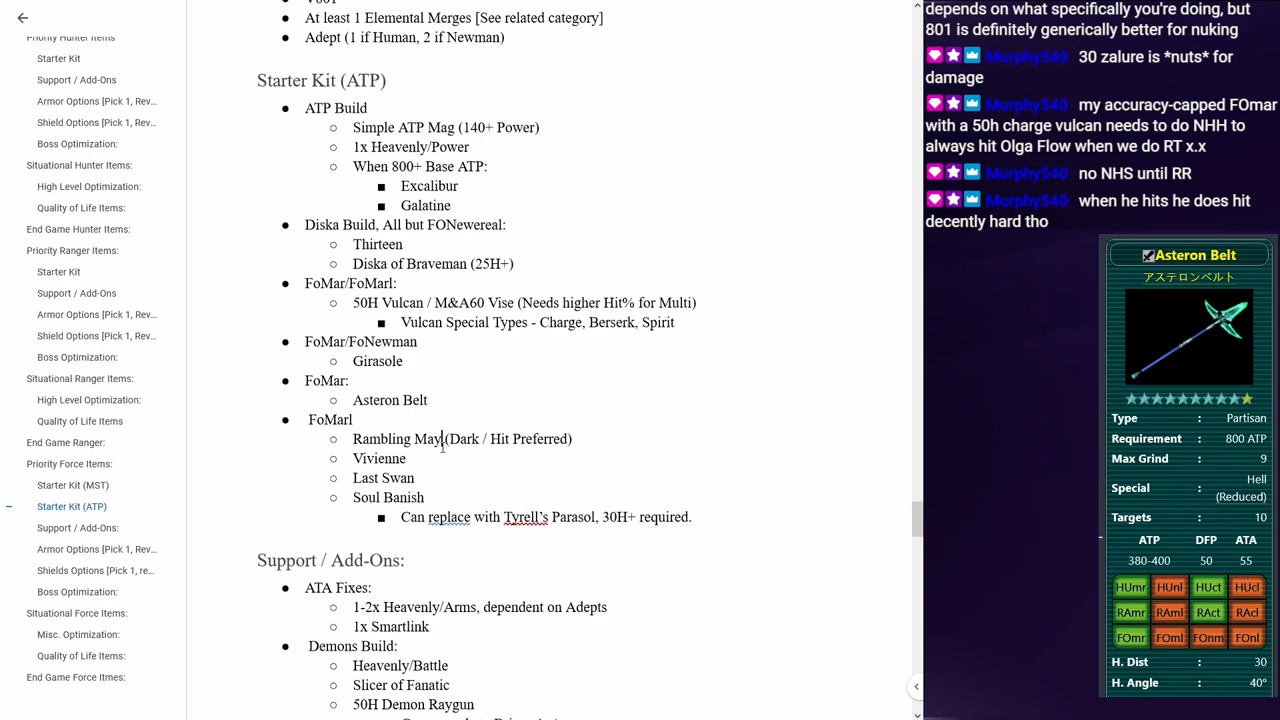 Priority Hunter Items
Starter Kit
Support / Add-Ons
Armor Options [Pick 1, Rev...
Shield Options [Pick 1, Rev...
Boss Optimization:
Situational Hunter Items:
High Level Optimization:
Quality of Life Items:
End Game Hunter Items:
Priority Ranger Items:
Starter Kit
Support / Add-Ons:
Armor Options [Pick 1, Rev...
Shield Options [Pick 1, Rev...
Boss Optimization:
Situational Ranger Items:
High Level Optimization:
Quality of Life Items
End Game Ranger:
Priority Force Items:
Starter Kit (MST)
Starter Kit (ATP)
Support / Add-Ons:
Armor Options [Pick 1, Rev...
Shields Options [Pick 1, re...
Boss Optimization:
Situational Force Items:
Misc. Optimization:
Quality of Life Items:
End Game Force Itmes:
V801
At least 1 Elemental Merges [See related category]
Adept (1 if Human, 2 if Newman)
Starter Kit (ATP)
ATP Build
Simple ATP Mag (140+ Power)
1x Heavenly/Power
When 800+ Base ATP:
Excalibur
Galatine
Diska Build, All but FONewereal:
Thirteen
Diska of Braveman (25H+)
FoMar/FoMarl:
50H Vulcan / M&A60 Vise (Needs higher Hit% for Multi)
Vulcan Special Types - Charge, Berserk, Spirit
FoMar/FoNewman
Girasole
FoMar:
Asteron Belt
FoMarl
Rambling May (Dark / Hit Preferred)
Vivienne
Last Swan
Soul Banish
Can replace with Tyrell's Parasol, 30H+ required.
Support / Add-Ons:
ATA Fixes:
1-2x Heavenly/Arms, dependent on Adepts
1x Smartlink
Demons Build:
Heavenly/Battle
Slicer of Fanatic
50H Demon Raygun
depends on what specifically you're doing, but
801 is definitely generically better for nuking
Murphy540 30 zalure is *nuts* for
damage
Murphy540 my accuracy-capped FOmar
with a 50h charge vulcan needs to do NHH to
always hit Olga Flow when we do RT x.x
Murphy540 no NHS until RR
Murphy540 when he hits he does hit
decently hard tho
Asteron Belt
アステロンベルト
Type : Partisan
Requirement : 800 ATP
Max Grind : 9
Special : Hell
(Reduced)
Targets : 10
ATP DFP ATA
380-400 50 55
HUmr HUnl HUct HUcl
RAmr RAml RAct RAcl
FOmr FOml FOnm FOnl
H. Dist : 30
H. Angle : 40°